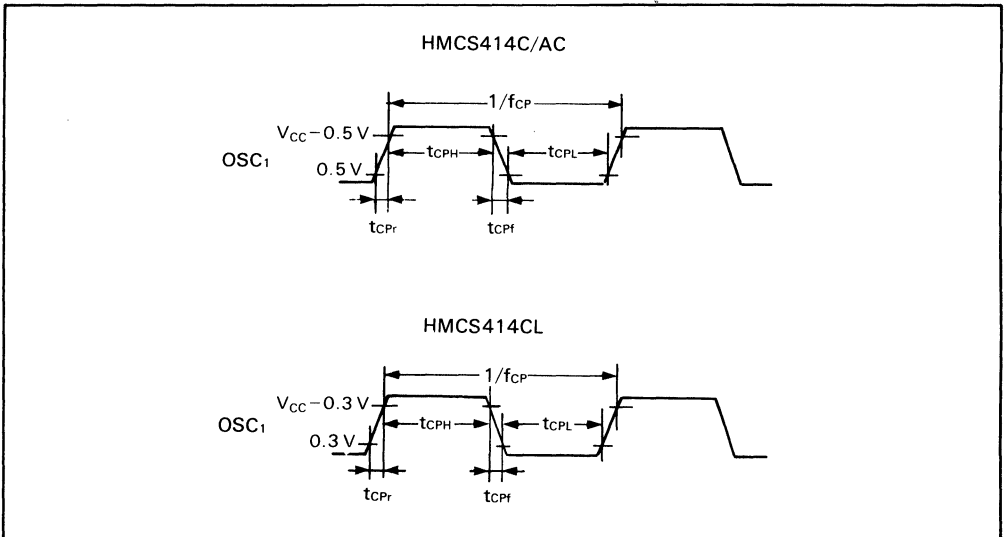 HMCS414C/AC
1/fCP
VCC−0.5 V
OSC1
tCPH
tCPL
0.5 V
tCPr
tCPf
HMCS414CL
1/fCP
VCC−0.3 V
OSC1
tCPH
tCPL
0.3 V
tCPr
tCPf